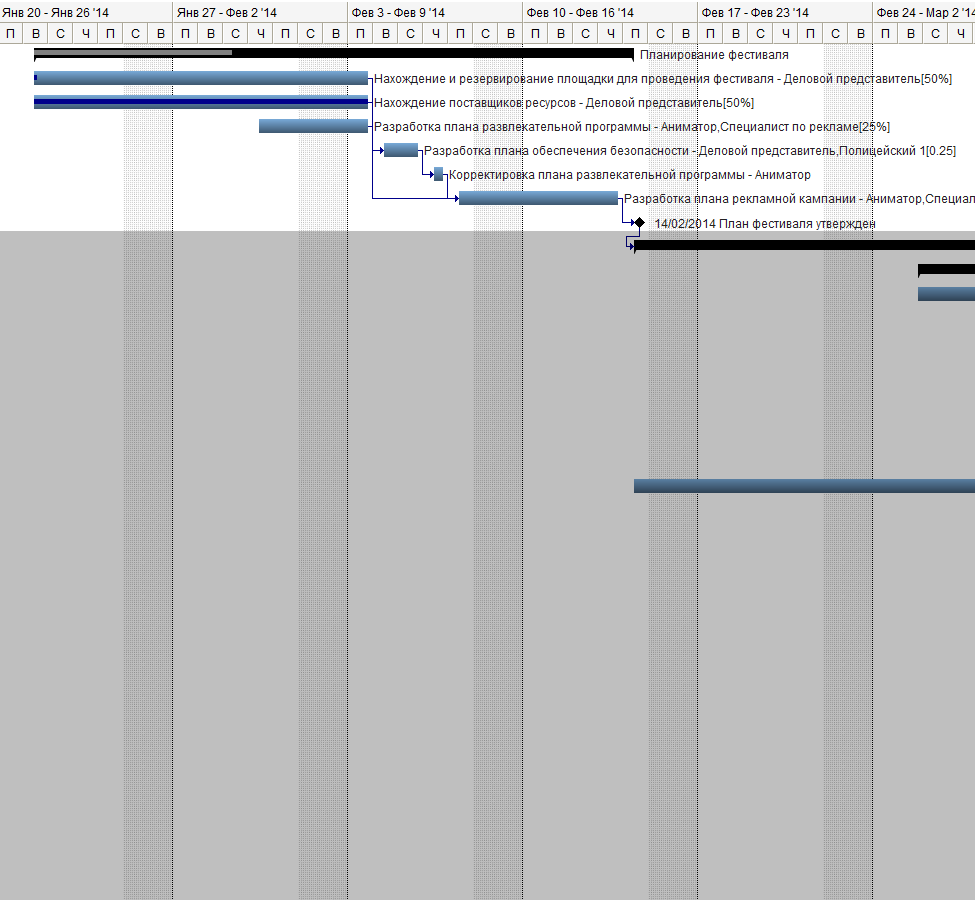 Янв 20 - Янв 26 '14 Янв 27 - Фев 2 '14 Фев 3 - Фев 9 '14 Фев 10 - Фев 16 '14 Фев 17 - Фев 23 '14 Фев 24 - Мар 2 '14
П В С Ч П С В П В С Ч П С В П В С Ч П С В П В С Ч П С В П В С Ч П С В П В С Ч
Планирование фестиваля
Нахождение и резервирование площадки для проведения фестиваля - Деловой представитель[50%]
Нахождение поставщиков ресурсов - Деловой представитель[50%]
Разработка плана развлекательной программы - Аниматор,Специалист по рекламе[25%]
Разработка плана обеспечения безопасности - Деловой представитель,Полицейский 1[0.25]
Корректировка плана развлекательной программы - Аниматор
Разработка плана рекламной кампании - Аниматор,Специал
14/02/2014 План фестиваля утвержден